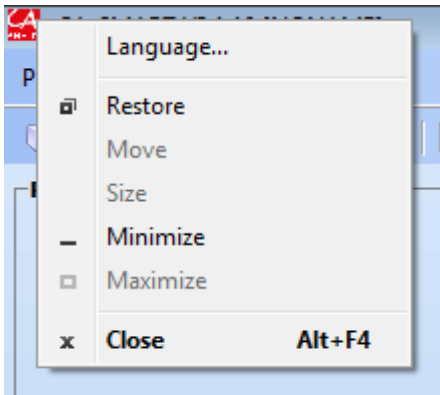 Language...
Restore
Move
Size
Minimize
Maximize
Close Alt+F4